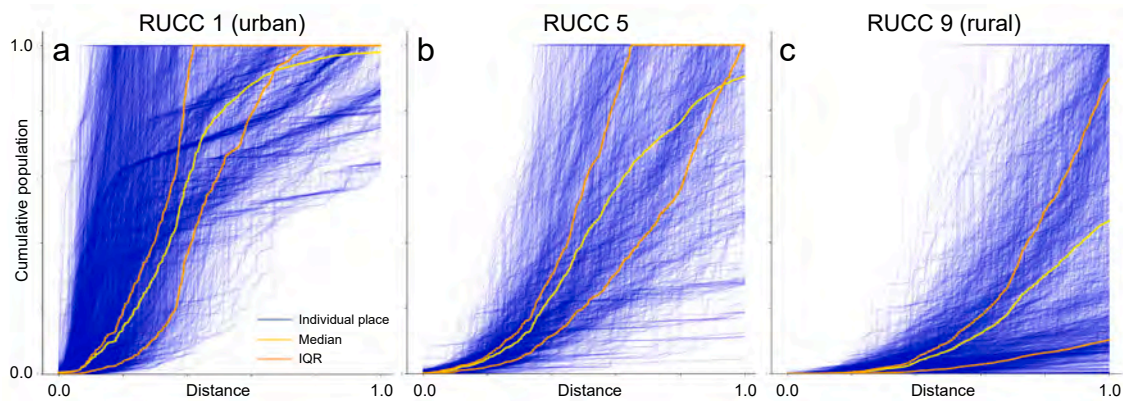 RUCC 1 (urban)
RUCC 5
RUCC 9 (rural)
a
b
c
1.0
Cumulative population
0.0
Individual place
Median
IQR
0.0
Distance
1.0
0.0
Distance
1.0
0.0
Distance
1.0